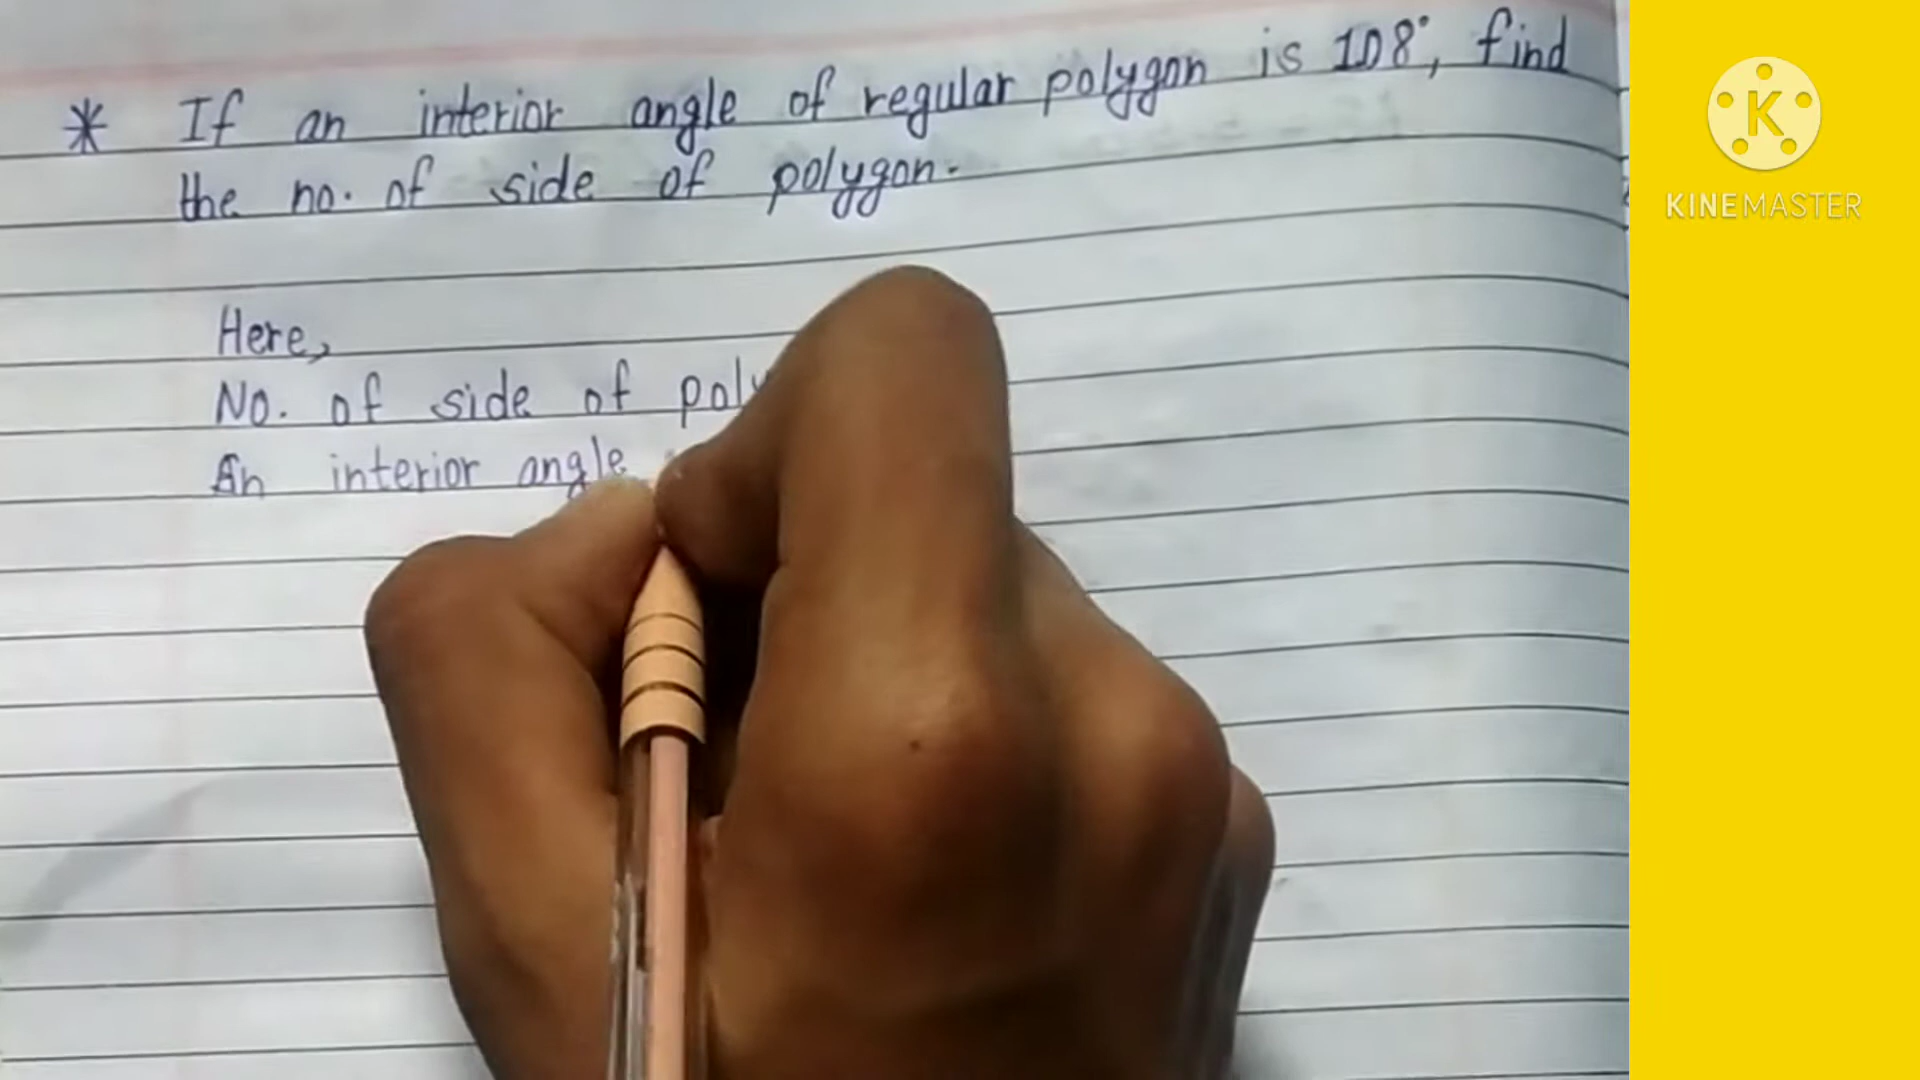 * If an interior angle of regular polygon is 108°, find
the no. of side of polygon.
Here,
No. of side of
An interior angle
KINEMASTER